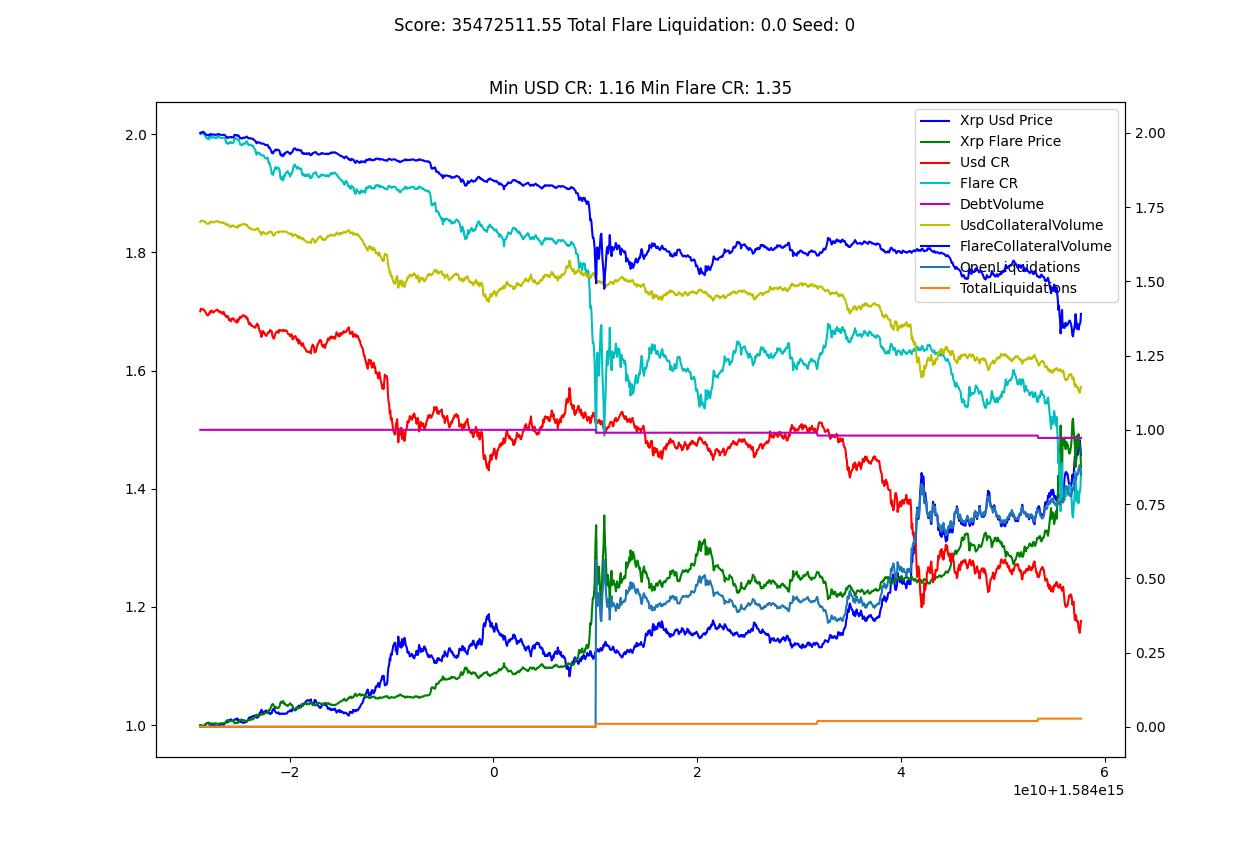 Score: 35472511.55 Total Flare Liquidation: 0.0 Seed: 0
Min USD CR: 1.16 Min Flare CR: 1.35
Xrp Usd Price
Xrp Flare Price
Usd CR
Flare CR
DebtVolume
UsdCollateralVolume
FlareCollateralVolume
OpenLiquidations
TotalLiquidations
2.0
1.8
1.6
1.4
1.2
1.0
2.00
1.75
1.50
1.25
1.00
0.75
0.50
0.25
0.00
−2
0
2
4
6
1e10+1.584e15